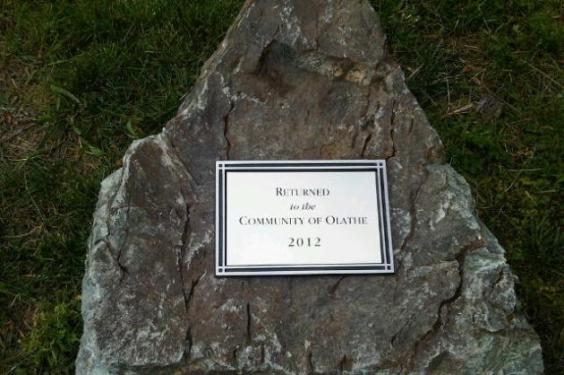 Returned
to the
Community of Olathe
2012